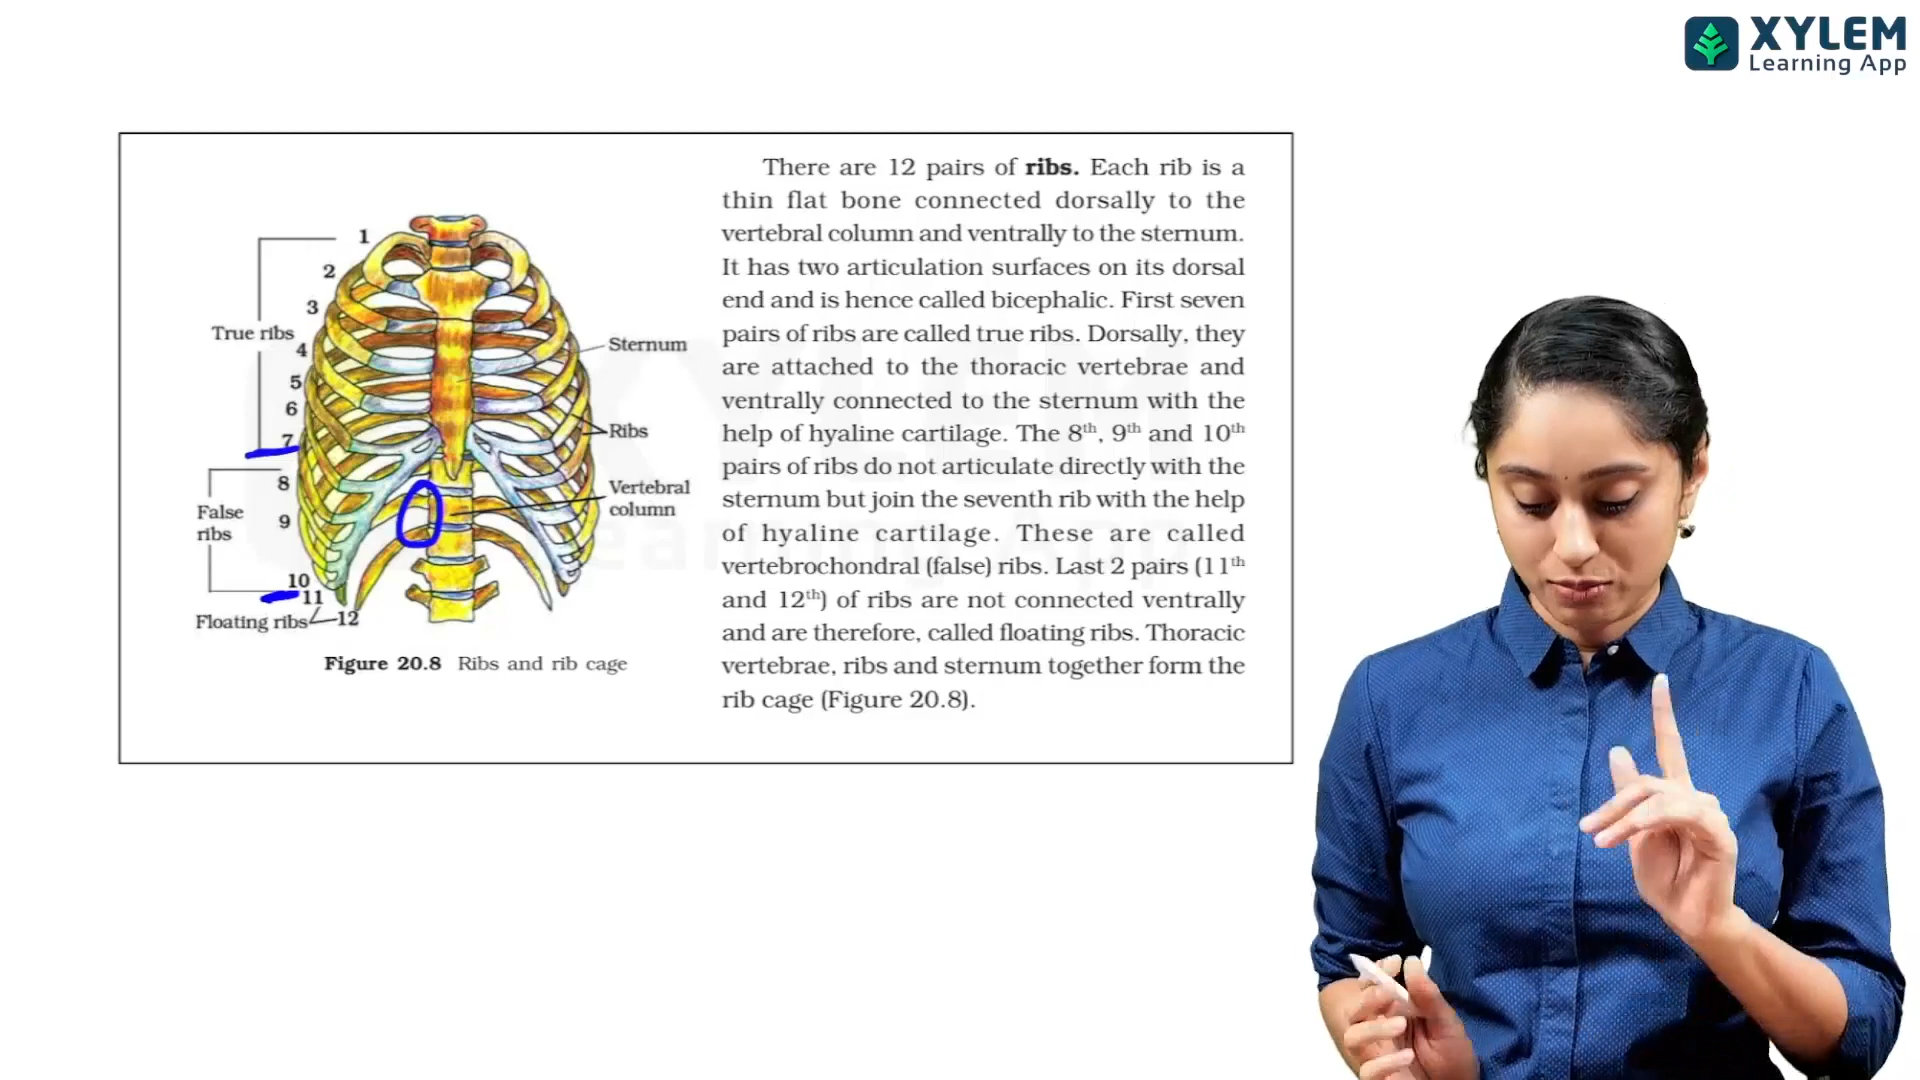 XYLEM
Learning App
There are 12 pairs of ribs. Each rib is a
thin flat bone connected dorsally to the
vertebral column and ventrally to the sternum.
It has two articulation surfaces on its dorsal
end and is hence called bicephalic. First seven
pairs of ribs are called true ribs. Dorsally, they
are attached to the thoracic vertebrae and
ventrally connected to the sternum with the
help of hyaline cartilage. The 8th, 9th and 10th
pairs of ribs do not articulate directly with the
sternum but join the seventh rib with the help
of hyaline cartilage. These are called
vertebrochondral (false) ribs. Last 2 pairs (11th
and 12th) of ribs are not connected ventrally
and are therefore, called floating ribs. Thoracic
vertebrae, ribs and sternum together form the
rib cage (Figure 20.8).
1
2
3
True ribs
4
5
6
7
8
False
ribs
9
10
11
Floating ribs
12
Sternum
Ribs
Vertebral
column
Figure 20.8 Ribs and rib cage
XYLEM
Learning App